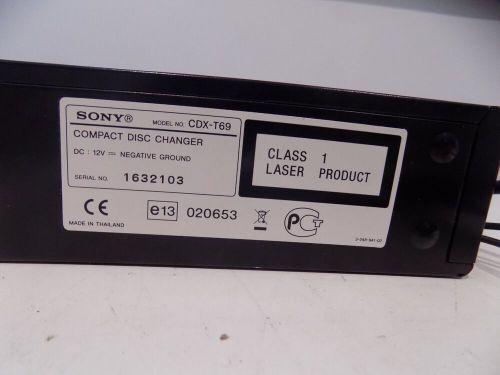 SONY® MODEL NO. CDX-T69
COMPACT DISC CHANGER
DC : 12V ⎓ NEGATIVE GROUND
SERIAL NO. 1632103
CLASS 1
LASER PRODUCT
CE
e13 020653
MADE IN THAILAND